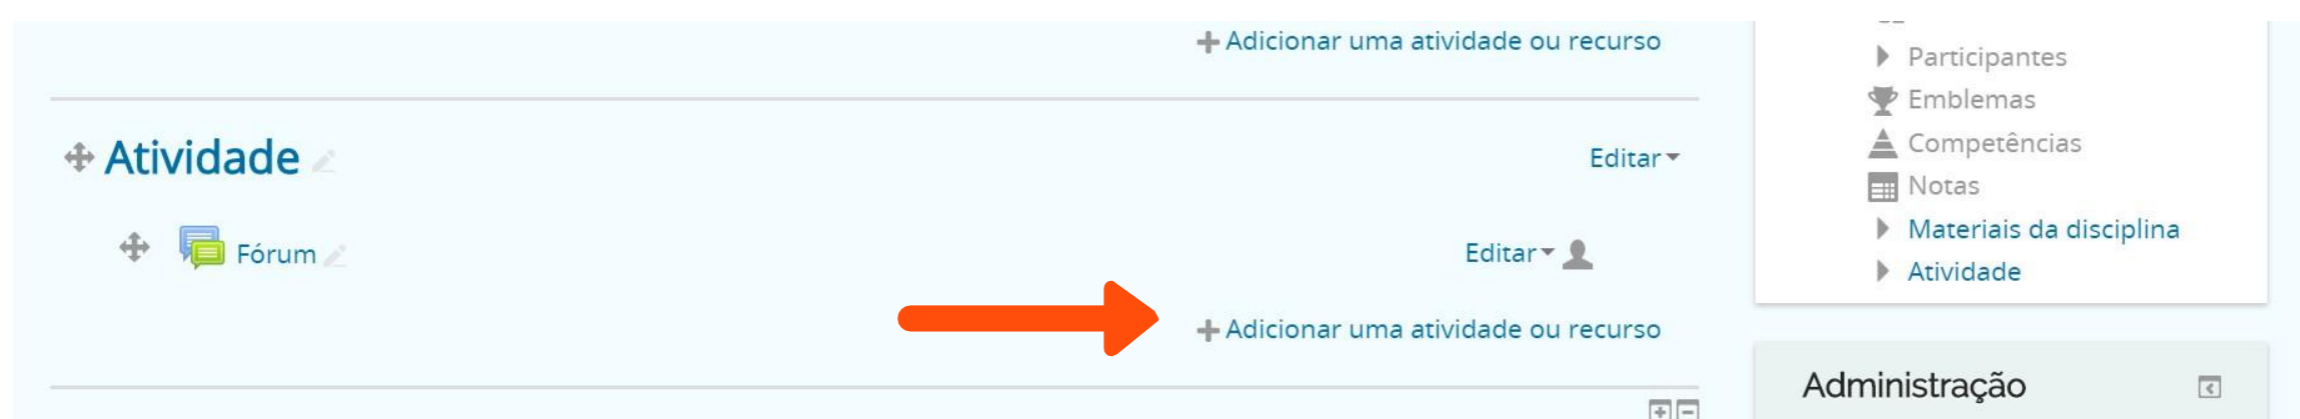 Adicionar uma atividade ou recurso
Atividade
Editar
Fórum
Editar
Adicionar uma atividade ou recurso
Participantes
Emblemas
Competências
Notas
Materiais da disciplina
Atividade
Administração